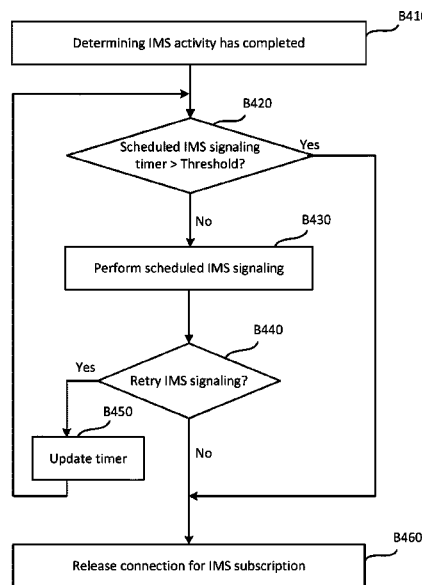 B410
Determining IMS activity has completed
B420
Scheduled IMS signaling
timer > Threshold?
Yes
No
B430
Perform scheduled IMS signaling
B440
Yes
Retry IMS signaling?
B450
Update timer
No
B460
Release connection for IMS subscription